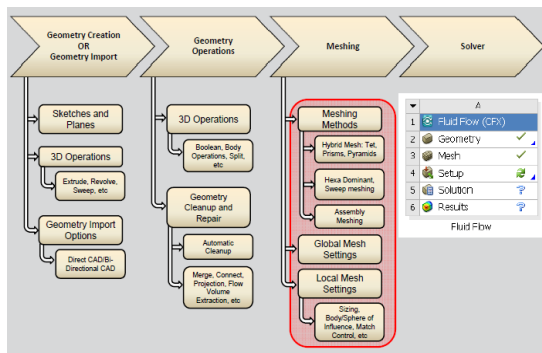 Geometry Creation
OR
Geometry Import
Geometry
Operations
Meshing
Solver
Sketches and
Planes
3D Operations
Extrude, Revolve,
Sweep, etc
Geometry Import
Options
Direct CAD/Bi-
Directional CAD
3D Operations
Boolean, Body
Operations, Split,
etc
Geometry
Cleanup and
Repair
Automatic
Cleanup
Merge, Connect,
Projection, Flow
Volume
Extraction, etc
Meshing
Methods
Hybrid Mesh: Tet,
Prisms, Pyramids
Hexa Dominant,
Sweep meshing
Assembly
Meshing
Global Mesh
Settings
Local Mesh
Settings
Sizing,
Body/Sphere of
Influence, Match
Control, etc
A
1 Fluid Flow (CFX)
2 Geometry
3 Mesh
4 Setup
5 Solution ?
6 Results ?
Fluid Flow